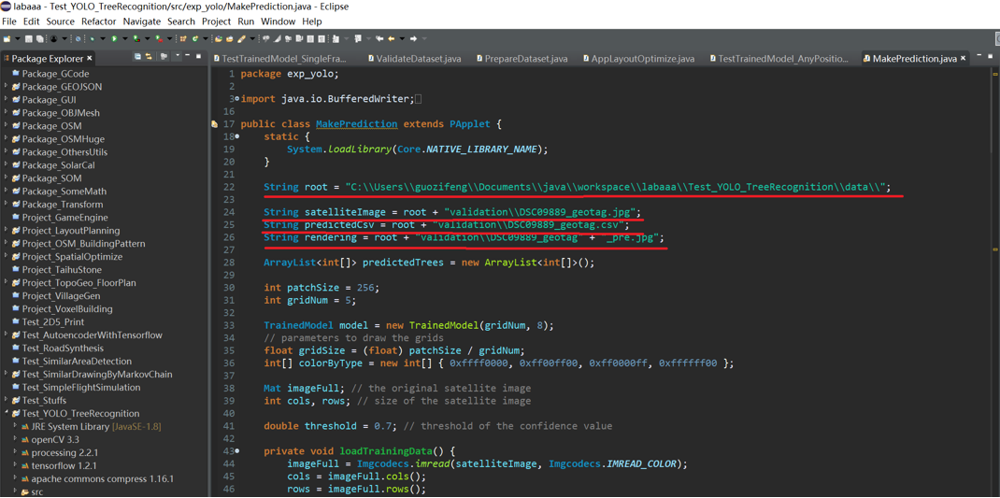 labaaa - Test_YOLO_TreeRecognition/src/exp_yolo/MakePrediction.java - Eclipse
File Edit Source Refactor Navigate Search Project Run Window Help
Package Explorer
TestTrainedModel_SingleFra...
ValidateDataset.java
PrepareDataset.java
AppLayoutOptimize.java
TestTrainedModel_AnyPositio...
MakePrediction.java
Package_GCode
Package_GEOJSON
Package_GUI
Package_OBJMesh
Package_OSM
Package_OSMHuge
Package_OthersUtils
Package_SolarCal
Package_SOM
Package_SomeMath
Package_Transform
Project_GameEngine
Project_LayoutPlanning
Project_OSM_BuildingPattern
Project_SpatialOptimize
Project_TaihuStone
Project_TopoGeo_FloorPlan
Project_VillageGen
Project_VoxelBuilding
Test_2D5_Print
Test_AutoencoderWithTensorflow
Test_RoadSynthesis
Test_SimilarAreaDetection
Test_SimilarDrawingByMarkovChain
Test_SimpleFlightSimulation
Test_Stuffs
Test_YOLO_TreeRecognition
JRE System Library [JavaSE-1.8]
openCV 3.3
processing 2.2.1
tensorflow 1.2.1
apache commons compress 1.16.1
src
1 package exp_yolo;
2
3 import java.io.BufferedWriter;
16
17 public class MakePrediction extends PApplet {
18 static {
19 System.loadLibrary(Core.NATIVE_LIBRARY_NAME);
20 }
21
22 String root = "C:\\Users\\guozifeng\\Documents\\java\\workspace\\labaaa\\Test_YOLO_TreeRecognition\\data\\";
23
24 String satelliteImage = root + "validation\\DSC09889_geotag.jpg";
25 String predictedCsv = root + "validation\\DSC09889_geotag.csv";
26 String rendering = root + "validation\\DSC09889_geotag" + "_pre.jpg";
27
28 ArrayList<int[]> predictedTrees = new ArrayList<int[]>();
29
30 int patchSize = 256;
31 int gridNum = 5;
32
33 TrainedModel model = new TrainedModel(gridNum, 8);
34 // parameters to draw the grids
35 float gridSize = (float) patchSize / gridNum;
36 int[] colorByType = new int[] { 0xffff0000, 0xff00ff00, 0xff0000ff, 0xffffff00 };
37
38 Mat imageFull; // the original satellite image
39 int cols, rows; // size of the satellite image
40
41 double threshold = 0.7; // threshold of the confidence value
42
43 private void loadTrainingData() {
44 imageFull = Imgcodecs.imread(satelliteImage, Imgcodecs.IMREAD_COLOR);
45 cols = imageFull.cols();
46 rows = imageFull.rows();